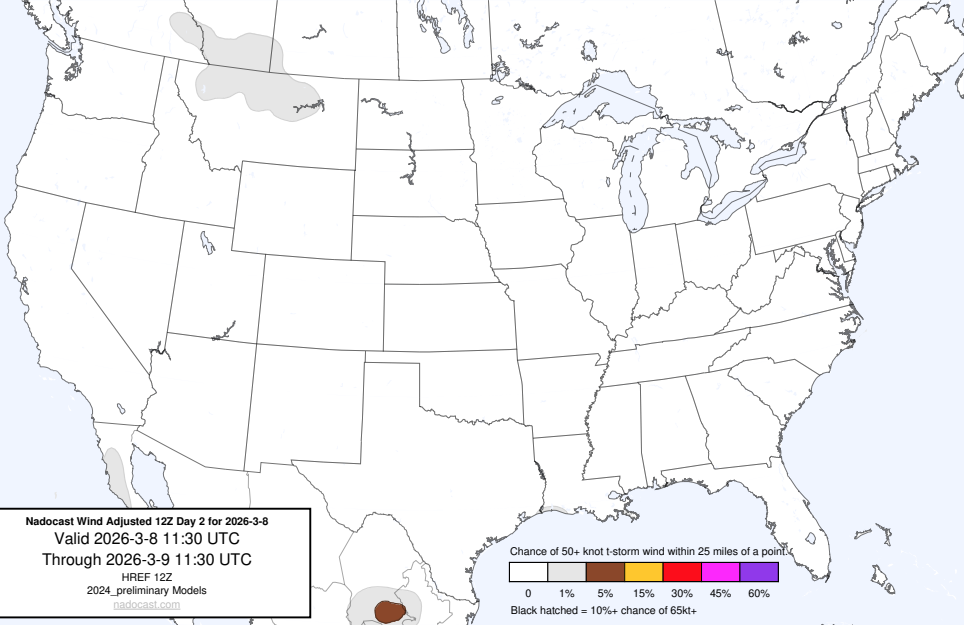 Nadocast Wind Adjusted 12Z Day 2 for 2026-3-8
Valid 2026-3-8 11:30 UTC
Through 2026-3-9 11:30 UTC
HREF 12Z
2024_preliminary Models
nadocast.com
Chance of 50+ knot t-storm wind within 25 miles of a point.
0 1% 5% 15% 30% 45% 60%
Black hatched = 10%+ chance of 65kt+